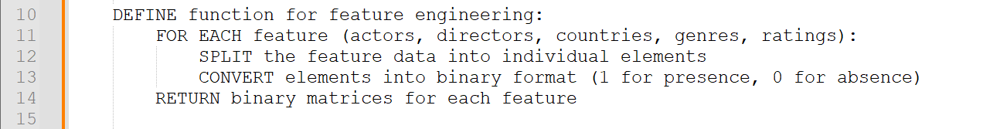 10 DEFINE function for feature engineering:
11 FOR EACH feature (actors, directors, countries, genres, ratings):
12 SPLIT the feature data into individual elements
13 CONVERT elements into binary format (1 for presence, 0 for absence)
14 RETURN binary matrices for each feature
15